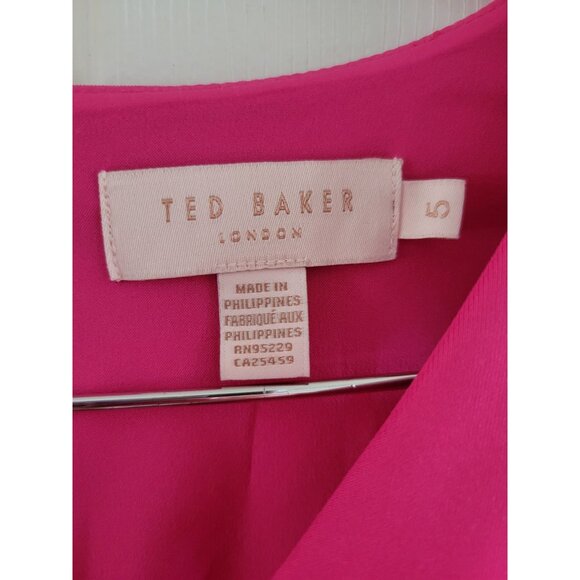 TED BAKER
LONDON
5
MADE IN
PHILIPPINES
FABRIQUÉ AUX
PHILIPPINES
RN95229
CA25459